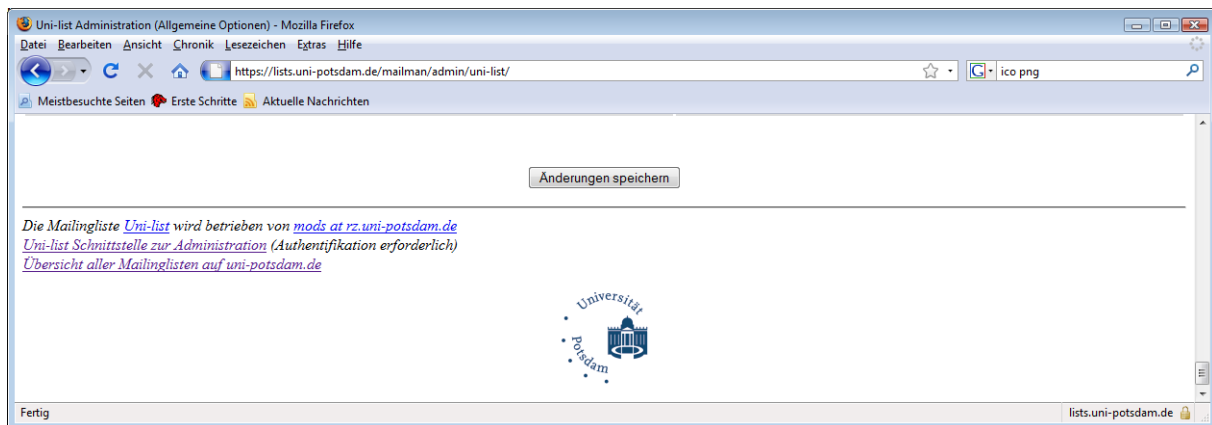 Uni-list Administration (Allgemeine Optionen) - Mozilla Firefox
Datei Bearbeiten Ansicht Chronik Lesezeichen Extras Hilfe
https://lists.uni-potsdam.de/mailman/admin/uni-list/
G
ico png
Meistbesuchte Seiten Erste Schritte Aktuelle Nachrichten
Änderungen speichern
Die Mailingliste Uni-list wird betrieben von mods at rz.uni-potsdam.de
Uni-list Schnittstelle zur Administration (Authentifikation erforderlich)
Übersicht aller Mailinglisten auf uni-potsdam.de
Universität
Potsdam
Fertig
lists.uni-potsdam.de